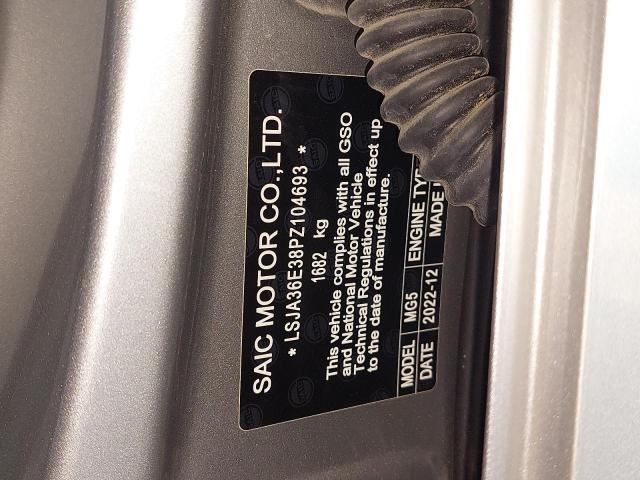 SAIC MOTOR CO.,LTD.
* LSJA36E38PZ104693 *
1682 kg
This vehicle complies with all GSO
and National Motor Vehicle
Technical Regulations in effect up
to the date of manufacture.
MODEL MG5 ENGINE TYPE
DATE 2022-12 MADE